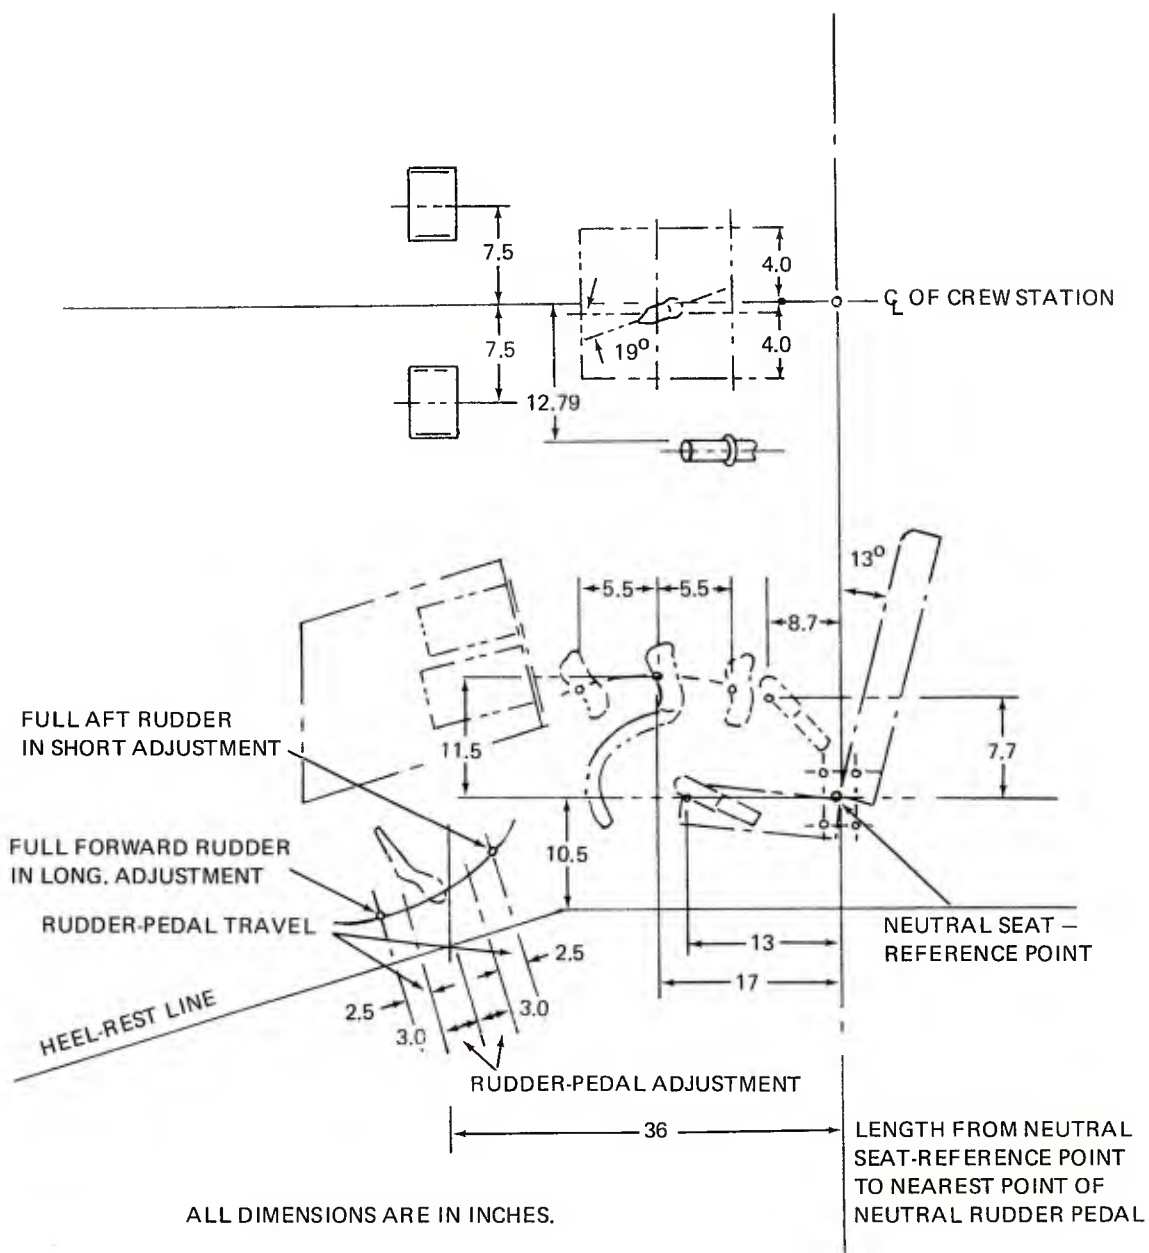 7.5
4.0
℄ OF CREW STATION
7.5
19°
4.0
12.79
13°
5.5
5.5
8.7
FULL AFT RUDDER
IN SHORT ADJUSTMENT
11.5
7.7
FULL FORWARD RUDDER
IN LONG. ADJUSTMENT
10.5
RUDDER-PEDAL TRAVEL
NEUTRAL SEAT –
REFERENCE POINT
13
2.5
17
HEEL-REST LINE
2.5
3.0
3.0
RUDDER-PEDAL ADJUSTMENT
36
LENGTH FROM NEUTRAL
SEAT-REFERENCE POINT
TO NEAREST POINT OF
NEUTRAL RUDDER PEDAL
ALL DIMENSIONS ARE IN INCHES.